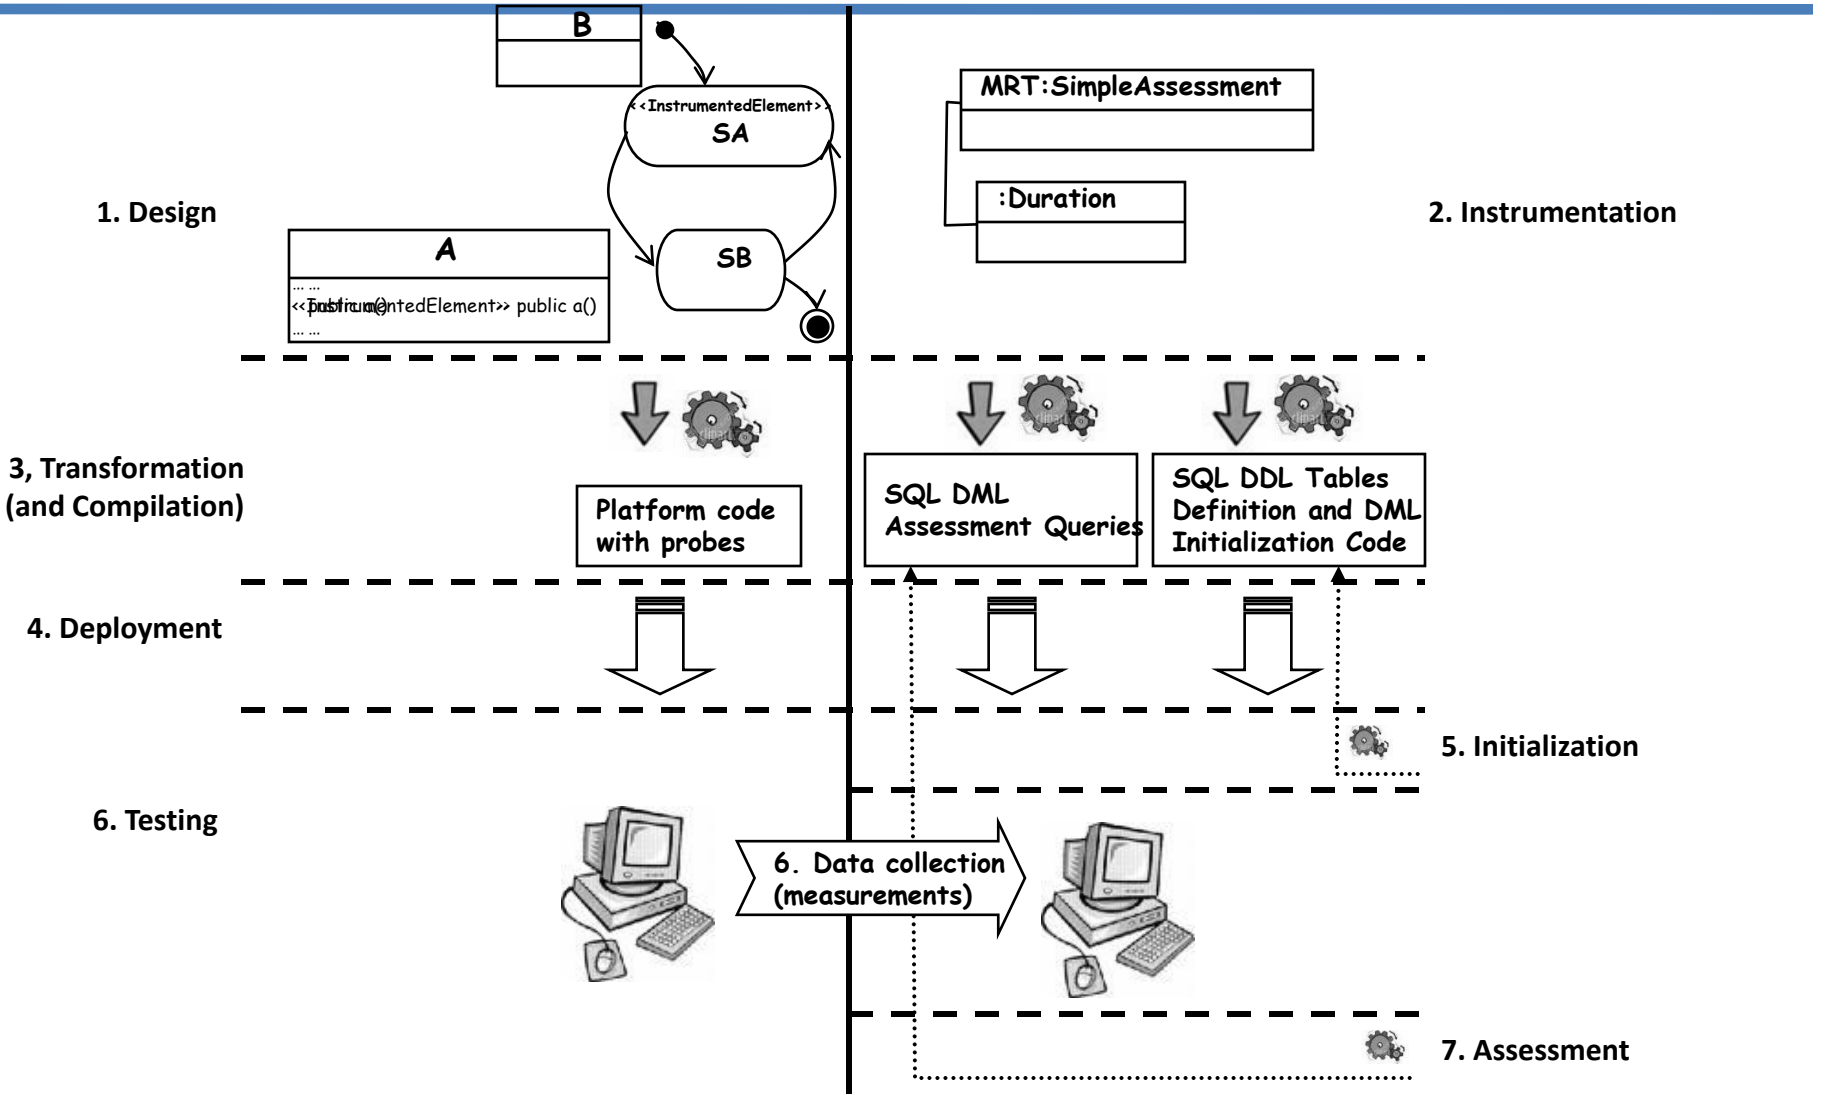 B
<<InstrumentedElement>>
SA
MRT:SimpleAssessment
:Duration
1. Design
2. Instrumentation
A
SB
... ...
<<InstrumentedElement>> public a()
public a()
... ...
3, Transformation
(and Compilation)
Platform code
with probes
SQL DML
Assessment Queries
SQL DDL Tables
Definition and DML
Initialization Code
4. Deployment
5. Initialization
6. Testing
6. Data collection
(measurements)
7. Assessment